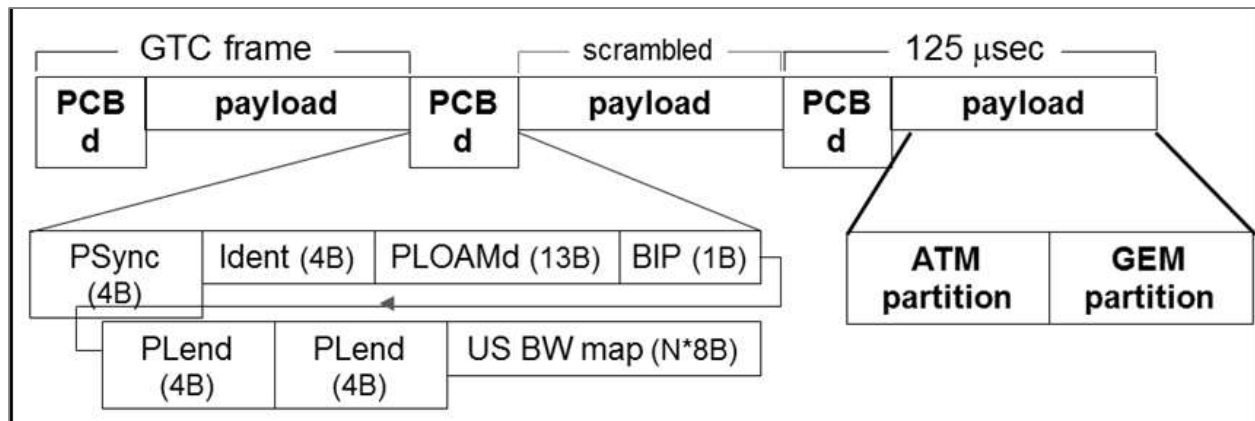 GTC frame
scrambled
125 μsec
PCB
d
payload
PCB
d
payload
PCB
d
payload
PSync
(4B)
Ident (4B)
PLOAMd (13B)
BIP (1B)
ATM
partition
GEM
partition
PLend
(4B)
PLend
(4B)
US BW map (N*8B)